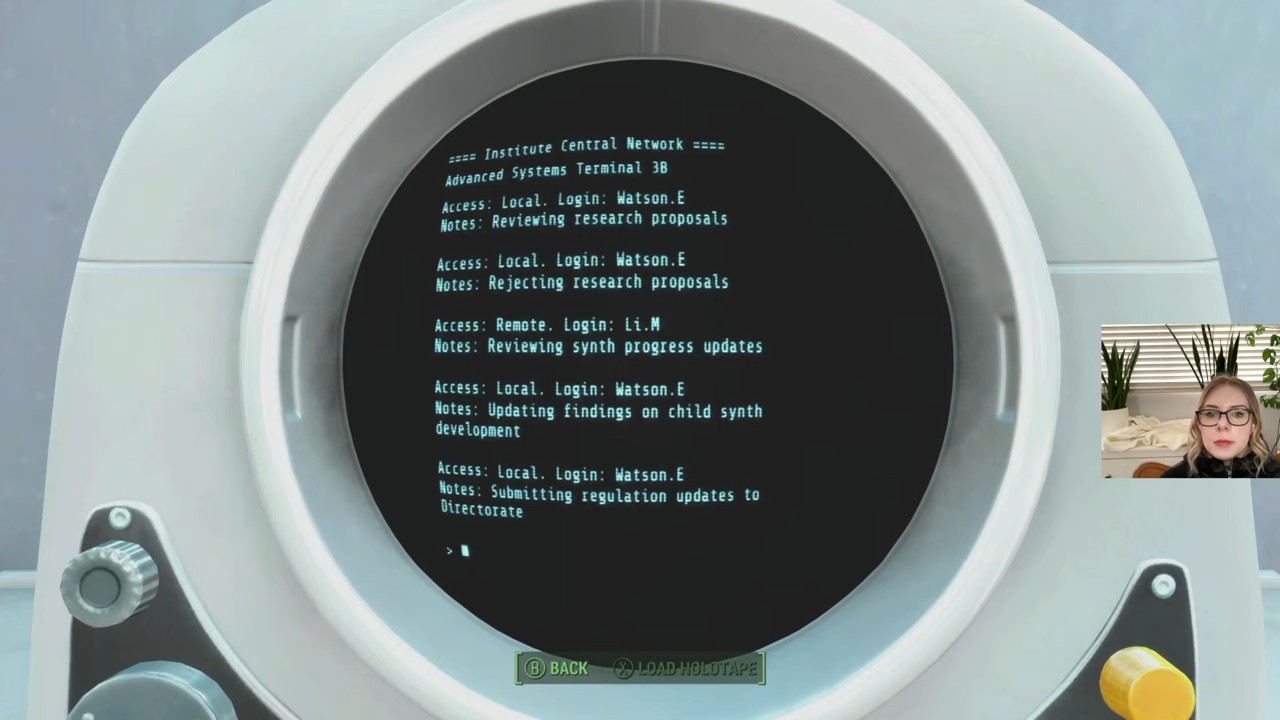 ==== Institute Central Network ====
Advanced Systems Terminal 3B
Access: Local. Login: Watson.E
Notes: Reviewing research proposals
Access: Local. Login: Watson.E
Notes: Rejecting research proposals
Access: Remote. Login: Li.M
Notes: Reviewing synth progress updates
Access: Local. Login: Watson.E
Notes: Updating findings on child synth
development
Access: Local. Login: Watson.E
Notes: Submitting regulation updates to
Directorate
>
B BACK X LOAD HOLOTAPE